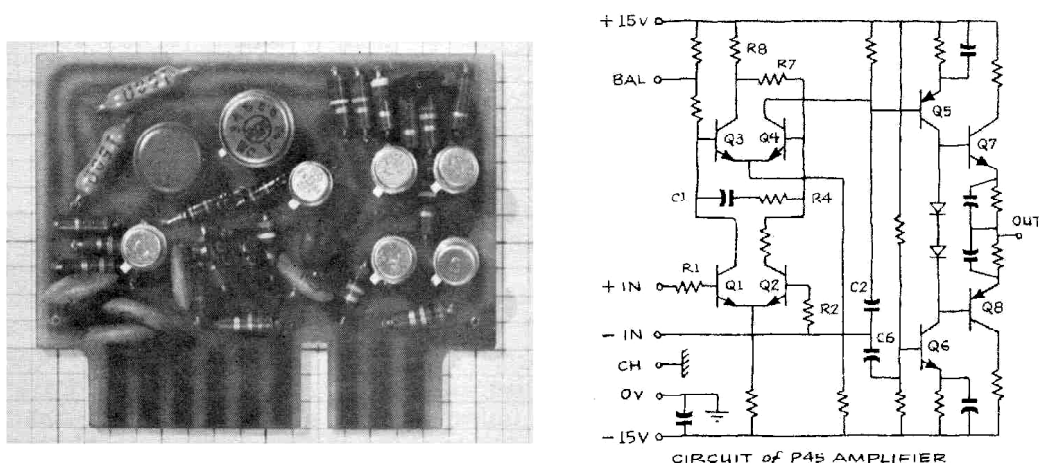 +15V
R8
R7
BAL
Q5
Q3
Q4
Q7
C1
R4
OUT
R1
+IN
Q1
Q2
C2
R2
Q8
-IN
C6
Q6
CH
0V
-15V
CIRCUIT of P45 AMPLIFIER